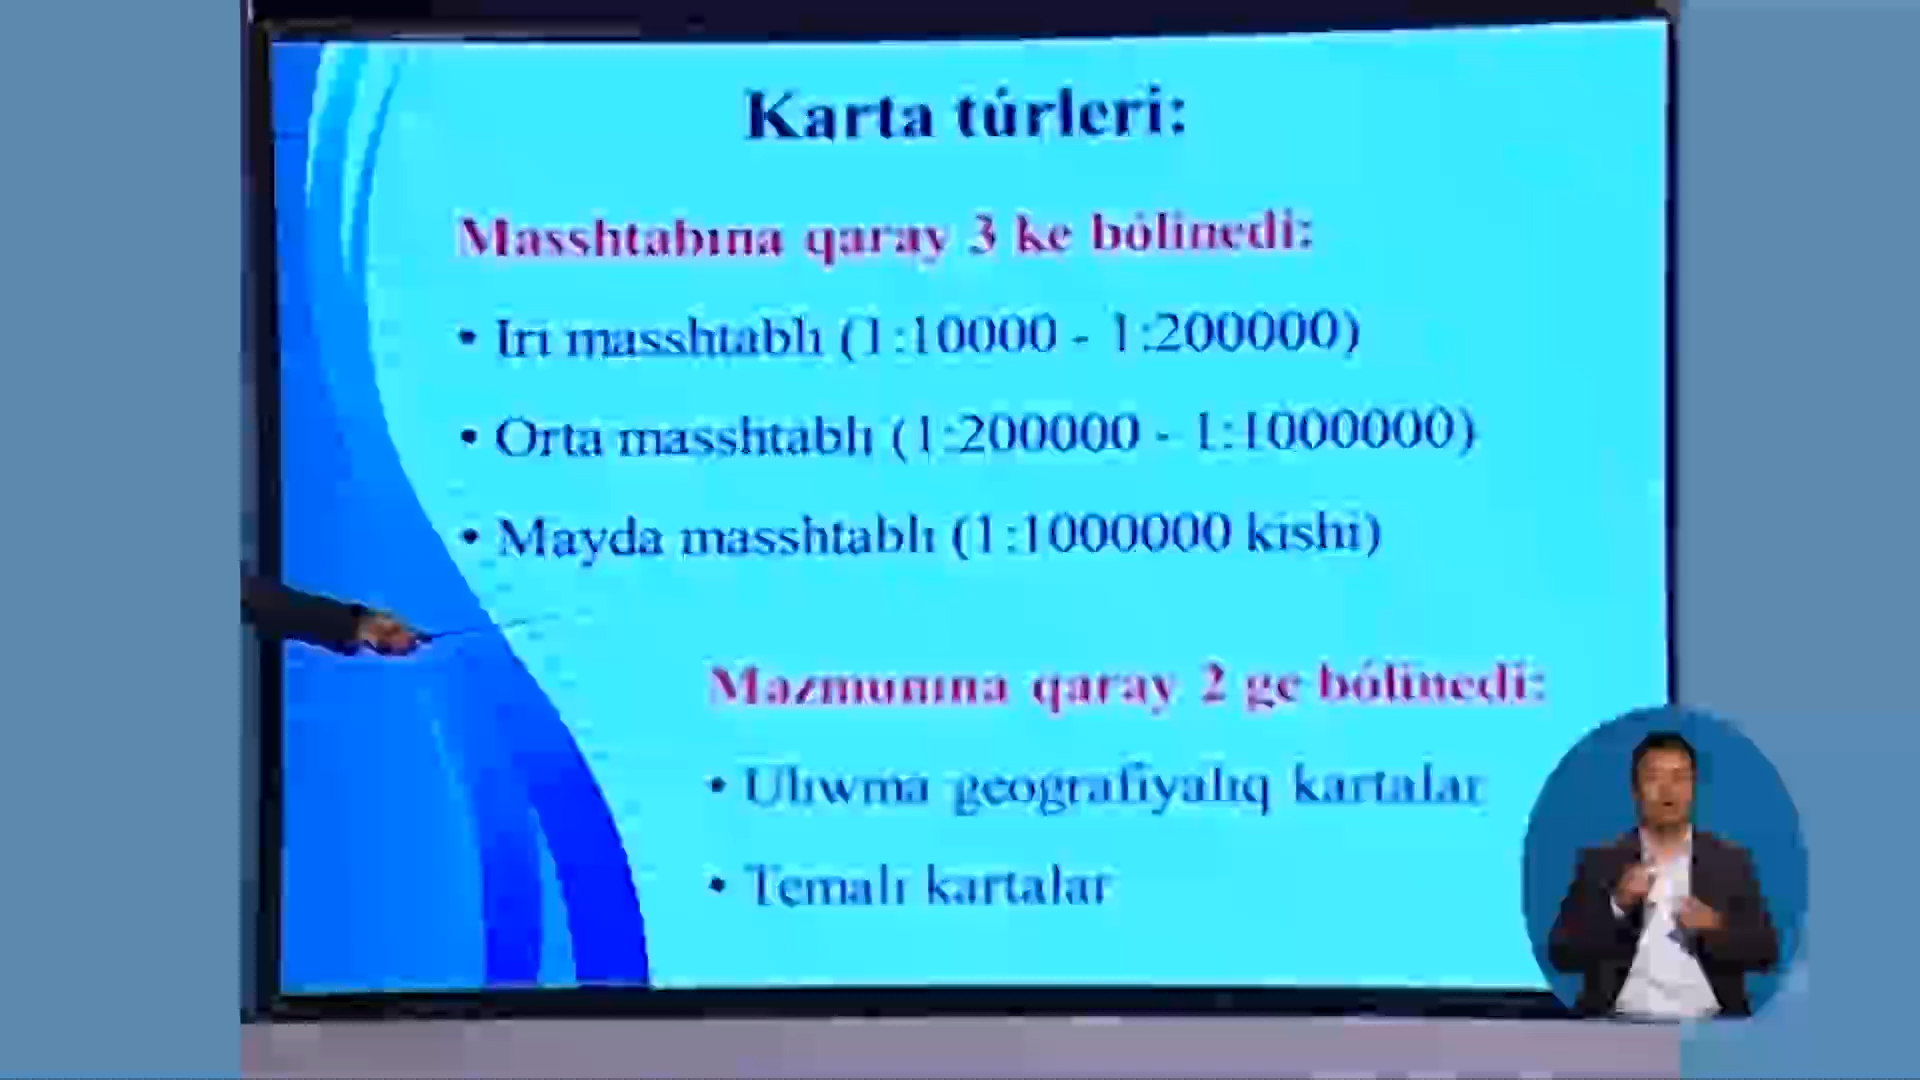 Karta túrleri:
Masshtabına qaray 3 ke bólinedi:
• Iri masshtablı (1:10000 - 1:200000)
• Orta masshtablı (1:200000 - 1:1000000)
• Mayda masshtablı (1:1000000 kishi)
Mazmunına qaray 2 ge bólinedi:
• Ulıwma geografiyalıq kartalar
• Temalı kartalar